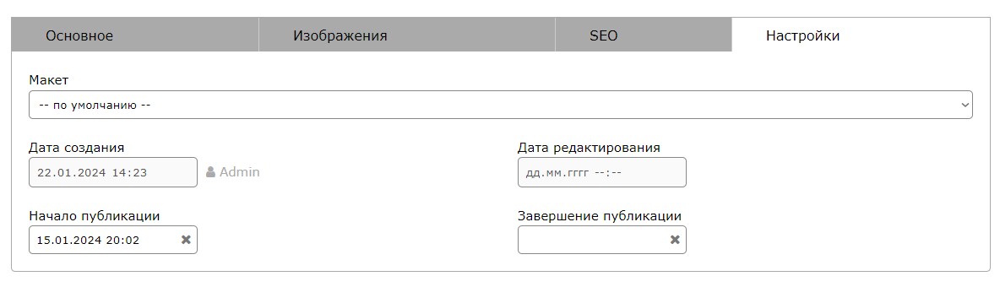 Основное Изображения SEO Настройки
Макет
-- по умолчанию --
Дата создания Дата редактирования
22.01.2024 14:23 Admin дд.мм.гггг --:--
Начало публикации Завершение публикации
15.01.2024 20:02